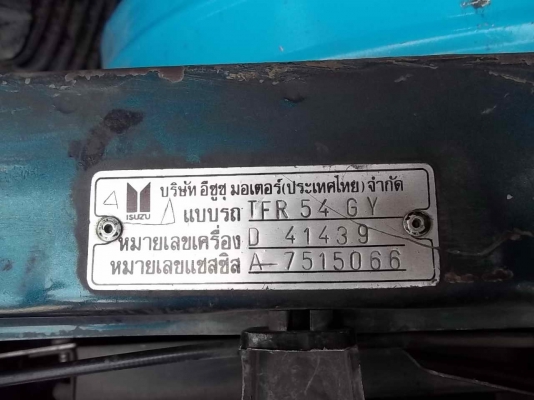 ISUZU
บริษัท อีซูซุ มอเตอร์(ประเทศไทย) จำกัด
แบบรถ TFR 54 GY
หมายเลขเครื่อง D 41439
หมายเลขแชสซิส A-7515066